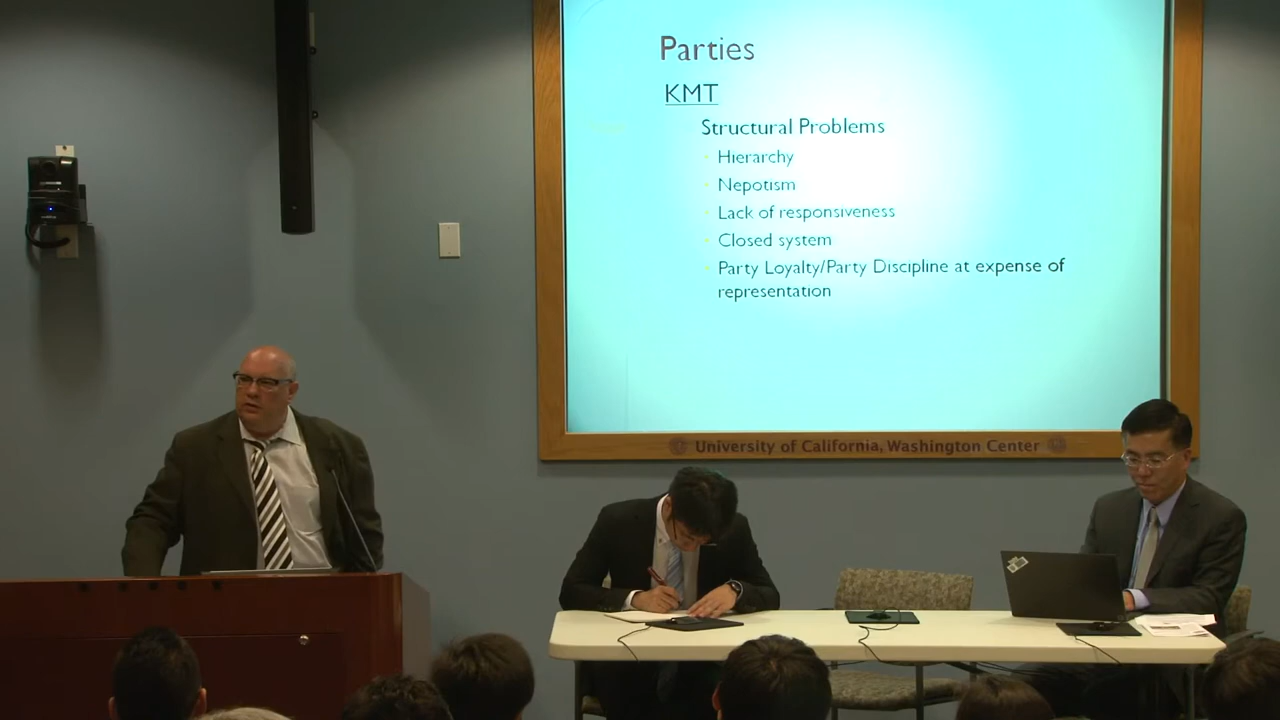 Parties
KMT
Structural Problems
Hierarchy
Nepotism
Lack of responsiveness
Closed system
Party Loyalty/Party Discipline at expense of
representation
University of California, Washington Center